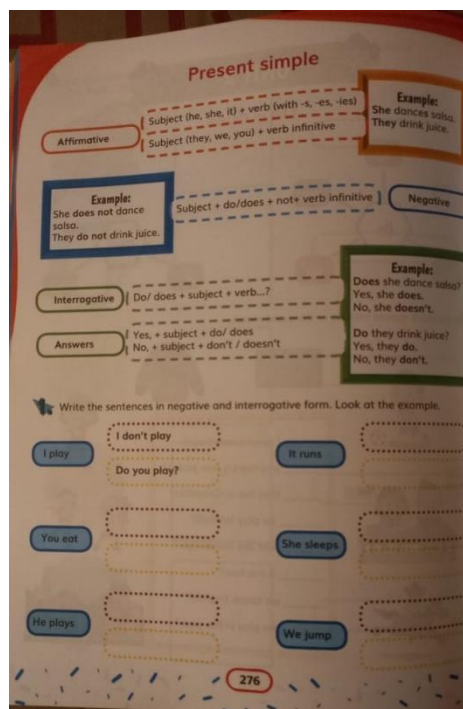 Present simple
Affirmative
Subject (he, she, it) + verb (with -s, -es, -ies)
Subject (they, we, you) + verb infinitive
Example:
She dances salsa.
They drink juice.
Example:
She does not dance
salsa.
They do not drink juice.
Subject + do/does + not+ verb infinitive
Negative
Interrogative
Do/ does + subject + verb...?
Answers
Yes, + subject + do/ does
No, + subject + don't / doesn't
Example:
Does she dance salsa?
Yes, she does.
No, she doesn't.
Do they drink juice?
Yes, they do.
No, they don't.
Write the sentences in negative and interrogative form. Look at the example.
I play
I don't play
Do you play?
It runs
You eat
She sleeps
He plays
We jump
276